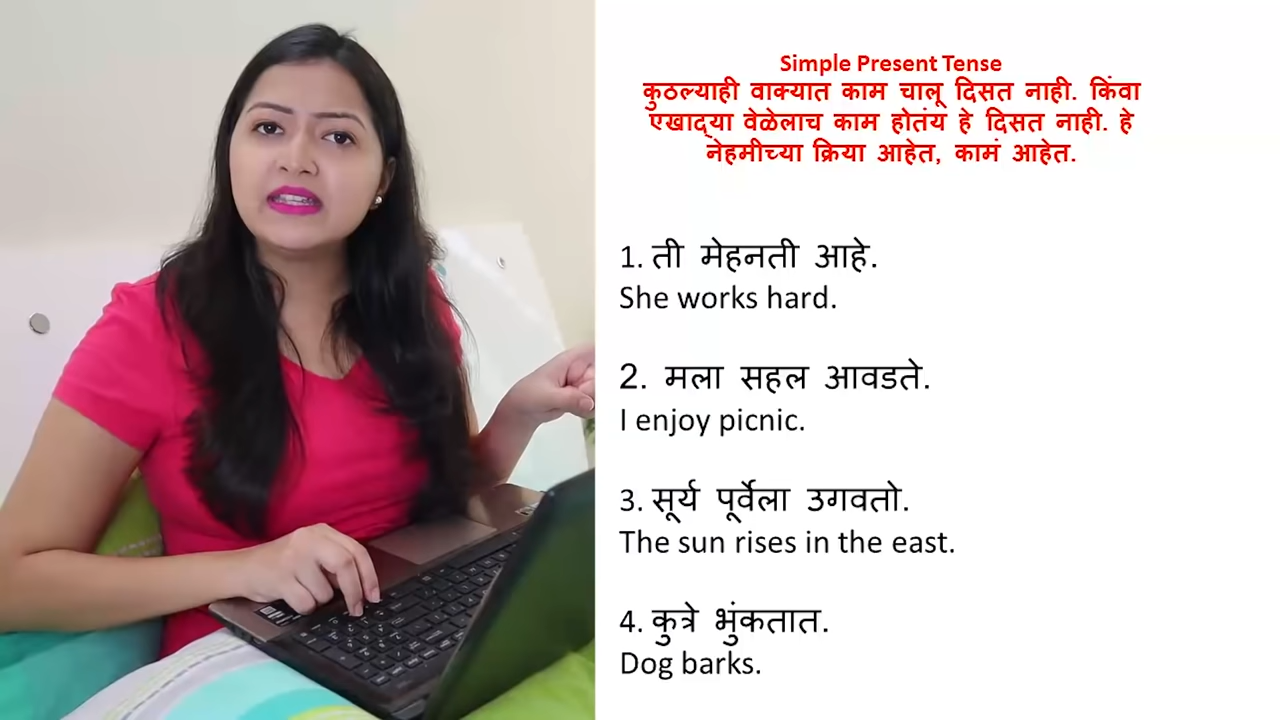 Simple Present Tense
कुठल्याही वाक्यात काम चालू दिसत नाही. किंवा
एखाद्या वेळेलाच काम होतंय हे दिसत नाही. हे
नेहमीच्या क्रिया आहेत, कामं आहेत.
1. ती मेहनती आहे.
She works hard.
2. मला सहल आवडते.
I enjoy picnic.
3. सूर्य पूर्वेला उगवतो.
The sun rises in the east.
4. कुत्रे भुंकतात.
Dog barks.